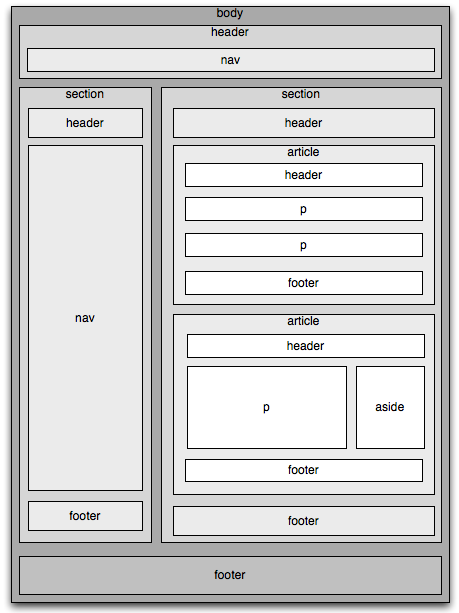 body
header
nav
section
header
nav
footer
section
header
article
header
p
p
footer
article
header
p
aside
footer
footer
footer